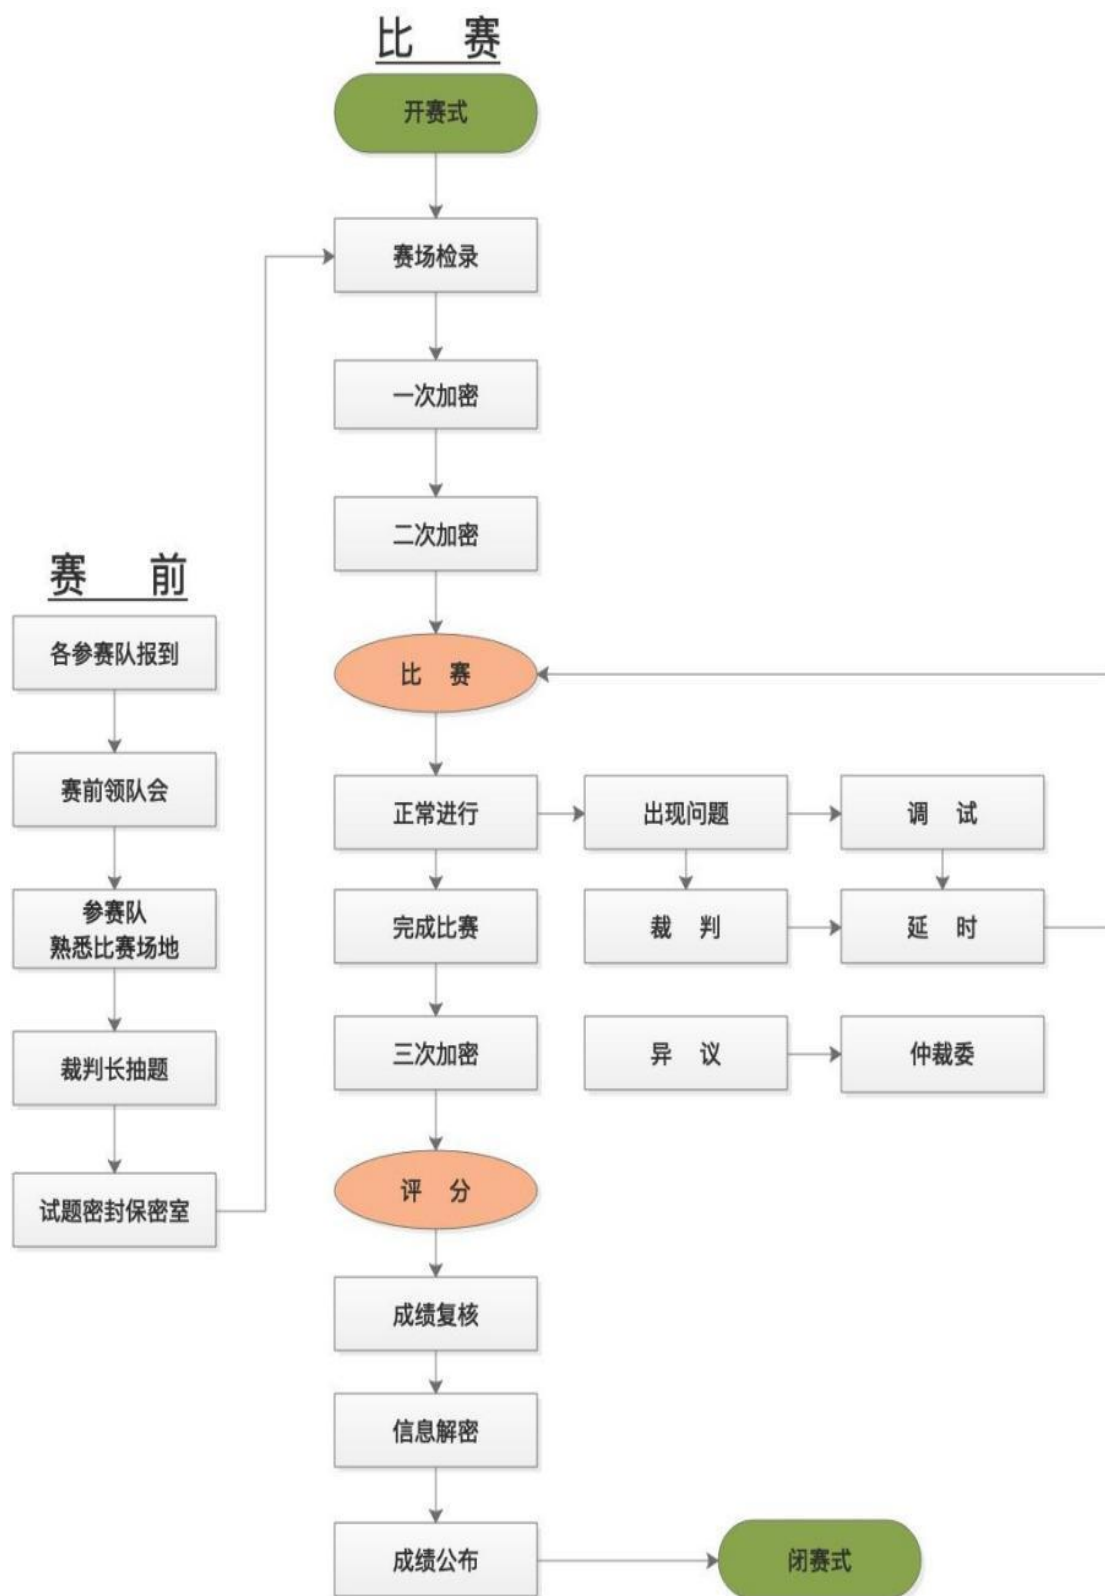 比 赛
开赛式
赛场检录
一次加密
二次加密
赛 前
各参赛队报到
赛前领队会
参赛队
熟悉比赛场地
裁判长抽题
试题密封保密室
比 赛
正常进行
出现问题
调 试
完成比赛
裁 判
延 时
三次加密
异 议
仲裁委
评 分
成绩复核
信息解密
成绩公布
闭赛式